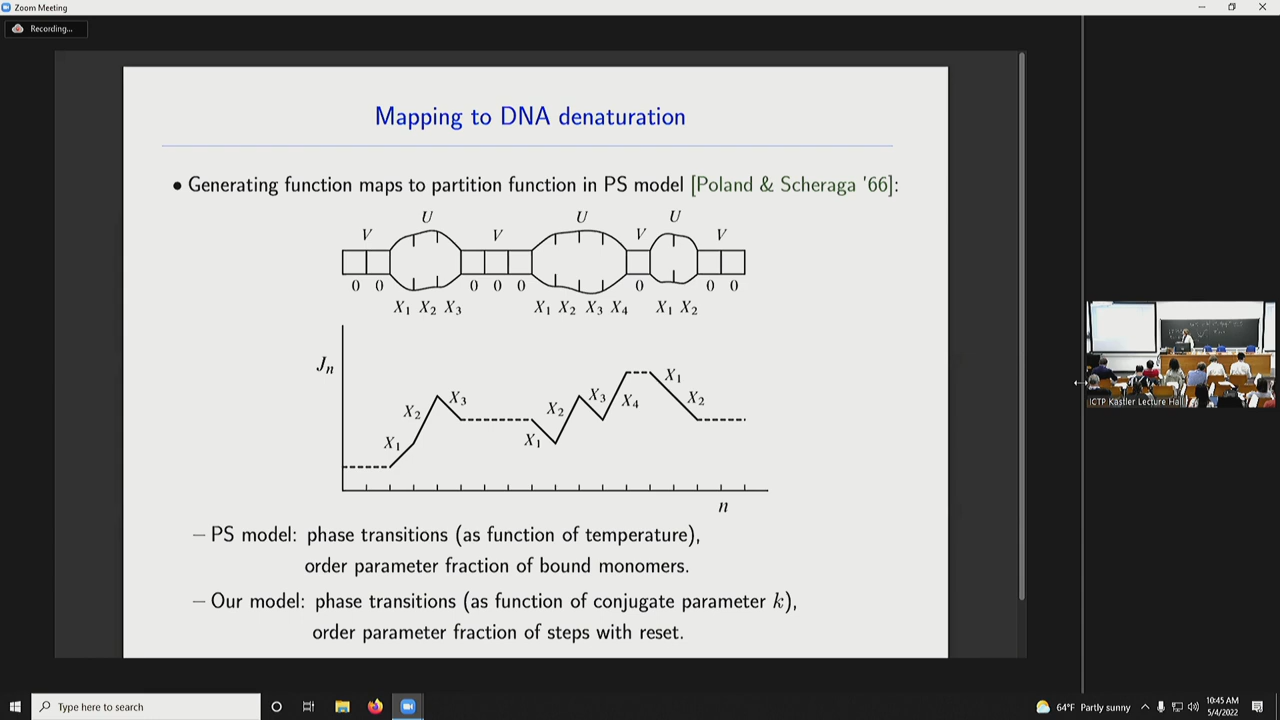 Zoom Meeting
Recording...
Mapping to DNA denaturation
• Generating function maps to partition function in PS model [Poland & Scheraga '66]:
U U U
V V V V
0 0 0 0 0 0 0 0
X₁ X₂ X₃ X₁ X₂ X₃ X₄ X₁ X₂
Jₙ
X₁ X₂ X₃ X₁ X₂ X₃ X₄ X₁ X₂
n
– PS model: phase transitions (as function of temperature),
order parameter fraction of bound monomers.
– Our model: phase transitions (as function of conjugate parameter k),
order parameter fraction of steps with reset.
ICTP Kastler Lecture Hall
Type here to search
64°F Partly sunny
10:45 AM
5/4/2022